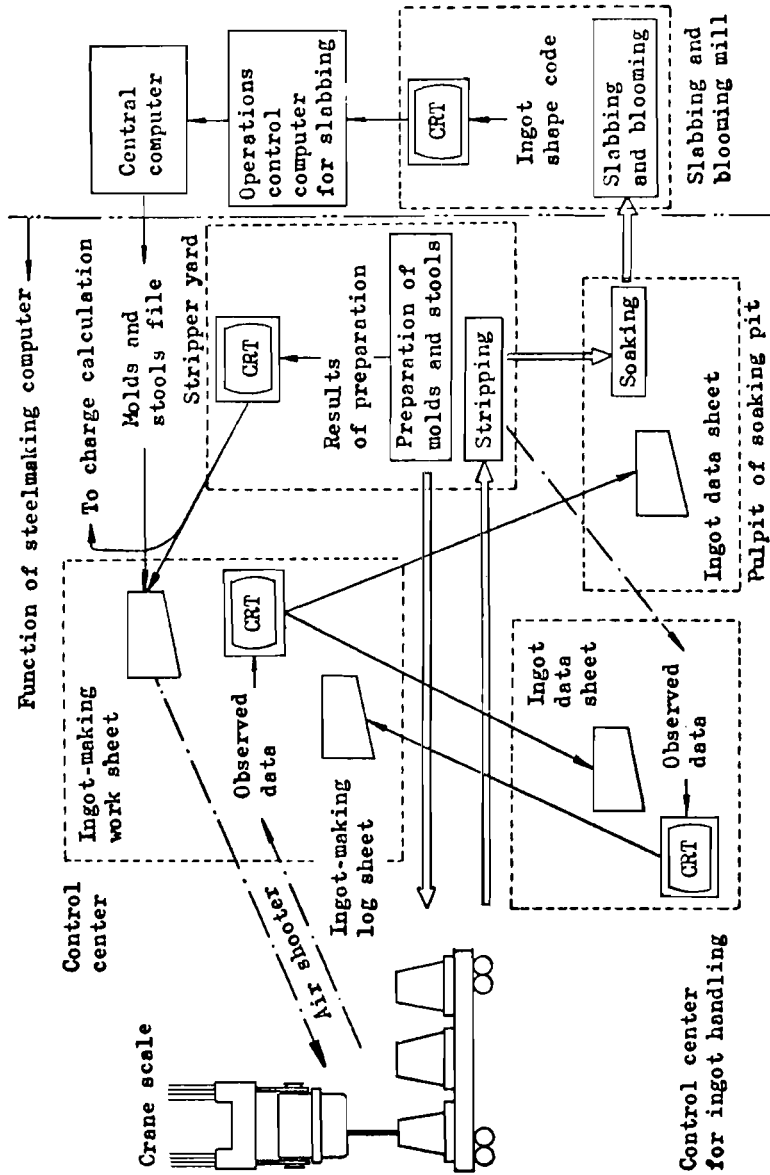 Function of steelmaking computer
Crane scale
Control
center
Ingot-making
work sheet
To charge calculation
Molds and
stools file
Central
computer
Air shooter
Observed
data
CRT
Stripper yard
CRT
Operations
control
computer
for slabbing
Ingot-making
log sheet
Results
of preparation
Preparation of
molds and stools
Stripping
CRT
Ingot
shape code
Slabbing
and blooming
Slabbing and
blooming mill
Control center
for ingot handling
Ingot
data sheet
CRT
Observed
data
Soaking
Ingot data sheet
Pulpit of soaking pit